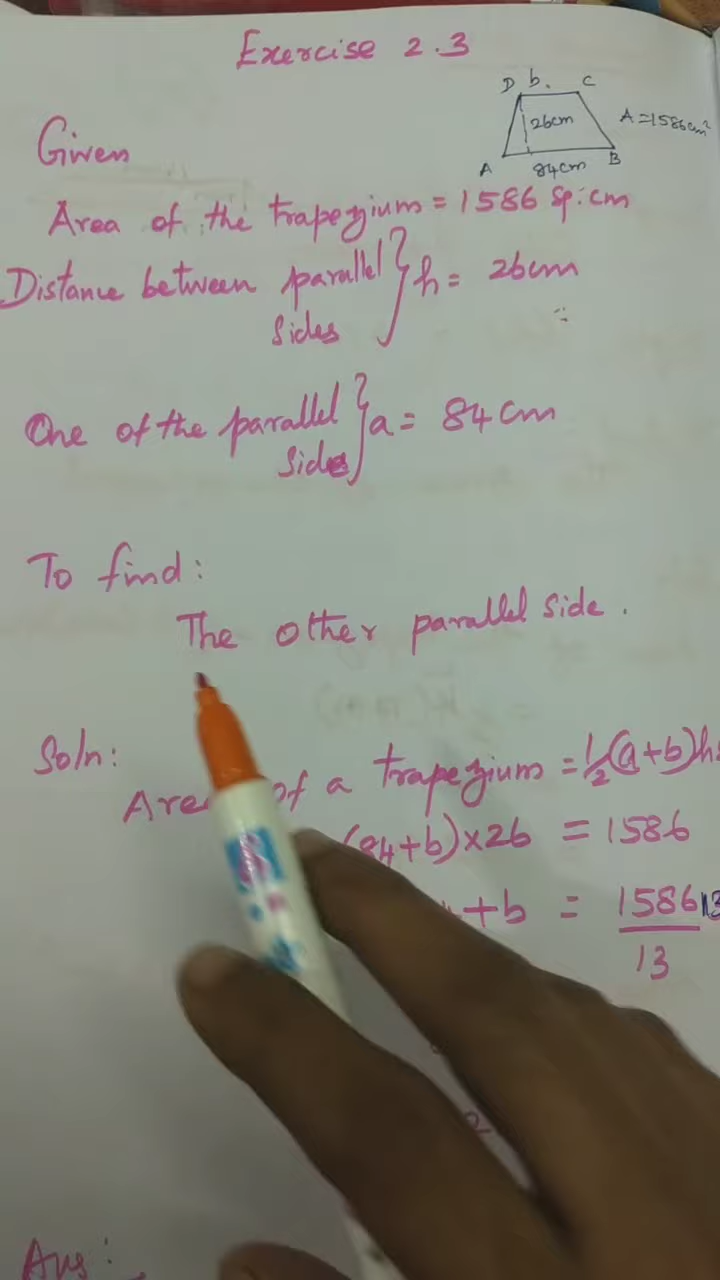 Exercise 2.3
D b. C
26cm A=1586cm²
A 84cm B
Given
Area of the trapezium = 1586 sq.cm
Distance between parallel sides } h = 26cm
One of the parallel side } a = 84cm
To find:
The other parallel side.
Soln:
Area of a trapezium = 1/2(a+b)h
(84+b)×26 = 1586
+b = 1586
13
Ans: